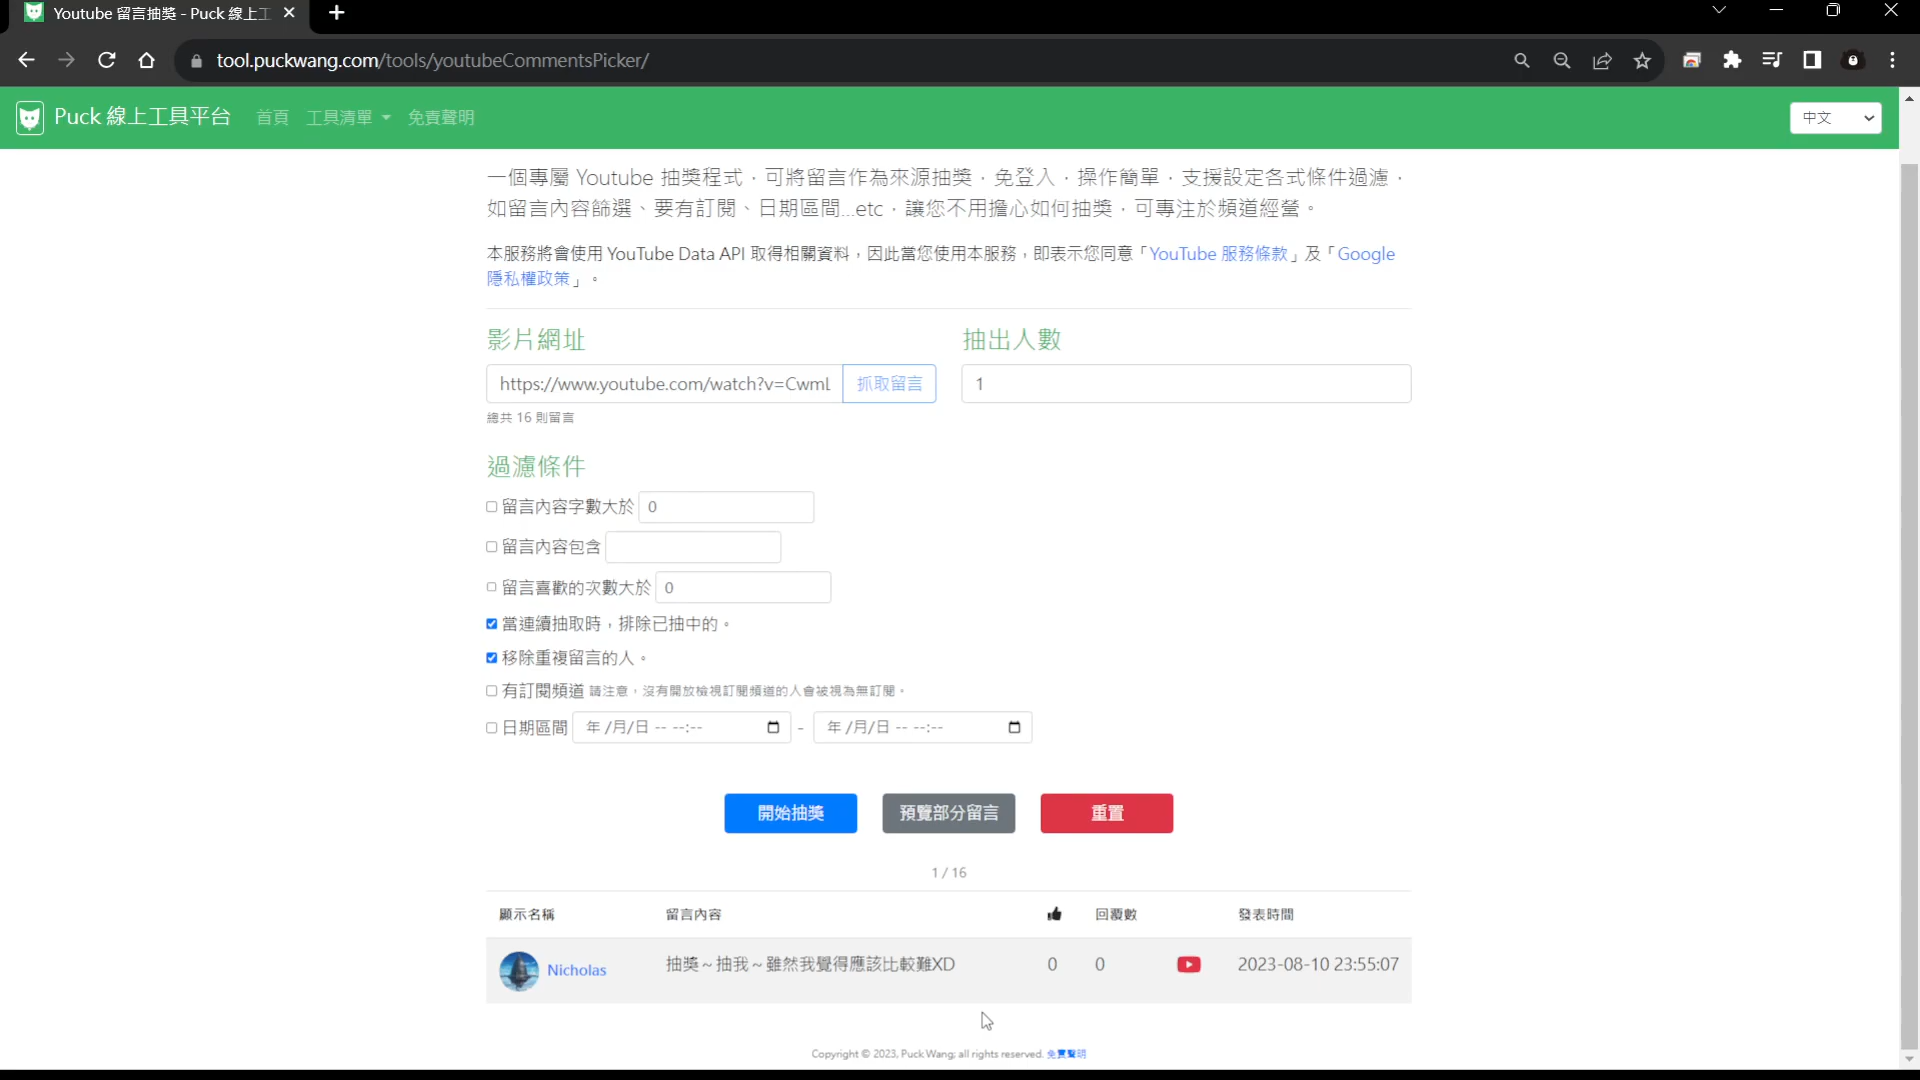 Youtube 留言抽獎 - Puck 線上工
tool.puckwang.com/tools/youtubeCommentsPicker/
Puck 線上工具平台 首頁 工具清單 免責聲明 中文
一個專屬 Youtube 抽獎程式，可將留言作為來源抽獎，免登入，操作簡單，支援設定各式條件過濾，
如留言內容篩選、要有訂閱、日期區間...etc，讓您不用擔心如何抽獎，可專注於頻道經營。
本服務將會使用 YouTube Data API 取得相關資料，因此當您使用本服務，即表示您同意「YouTube 服務條款」及「Google
隱私權政策」。
影片網址 抽出人數
https://www.youtube.com/watch?v=CwmL 抓取留言 1
總共 16 則留言
過濾條件
留言內容字數大於 0
留言內容包含
留言喜歡的次數大於 0
當連續抽取時，排除已抽中的。
移除重複留言的人。
有訂閱頻道 請注意，沒有開放檢視訂閱頻道的人會被視為無訂閱。
日期區間 年 /月/日 -- --:-- - 年 /月/日 -- --:--
開始抽獎 預覽部分留言 重置
1 / 16
顯示名稱 留言內容 回覆數 發表時間
Nicholas 抽獎～抽我～雖然我覺得應該比較難XD 0 0 2023-08-10 23:55:07
Copyright © 2023, Puck Wang; all rights reserved. 免責聲明